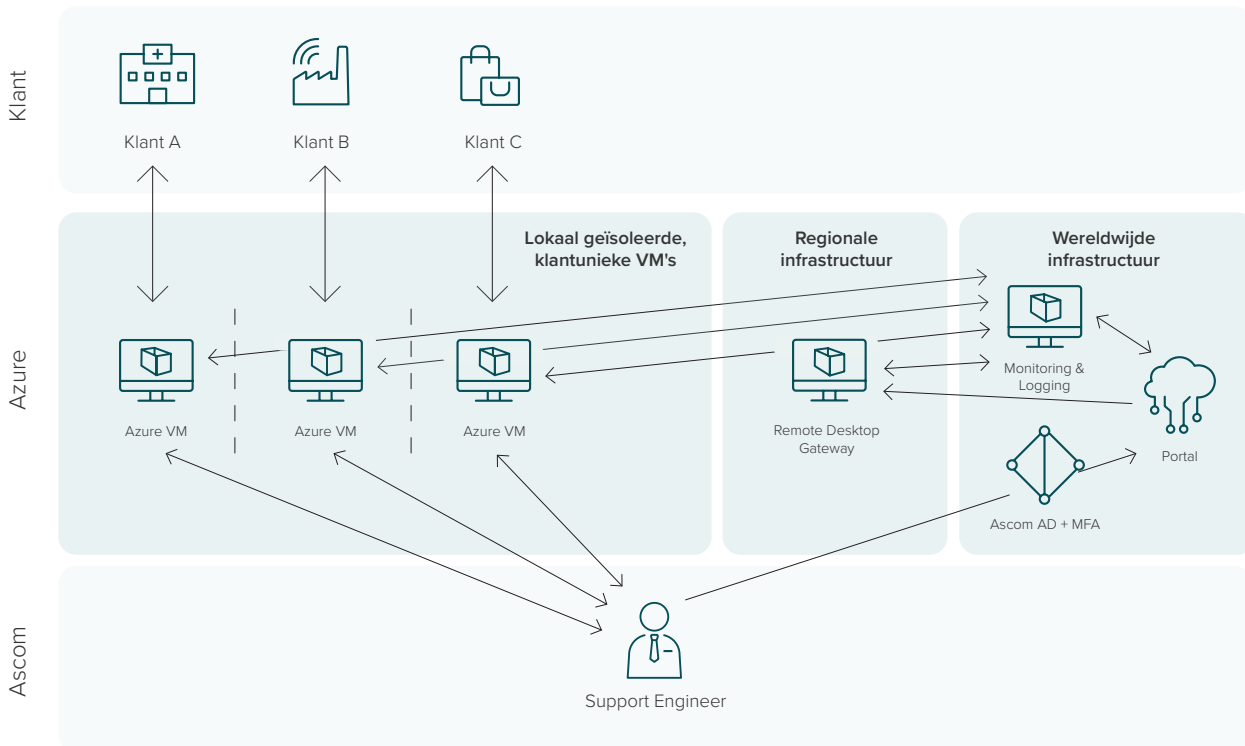 Klant
Klant A
Klant B
Klant C
Azure
Lokaal geïsoleerde,
klantunieke VM's
Regionale
infrastructuur
Wereldwijde
infrastructuur
Azure VM
Azure VM
Azure VM
Remote Desktop
Gateway
Monitoring &
Logging
Portal
Ascom AD + MFA
Ascom
Support Engineer